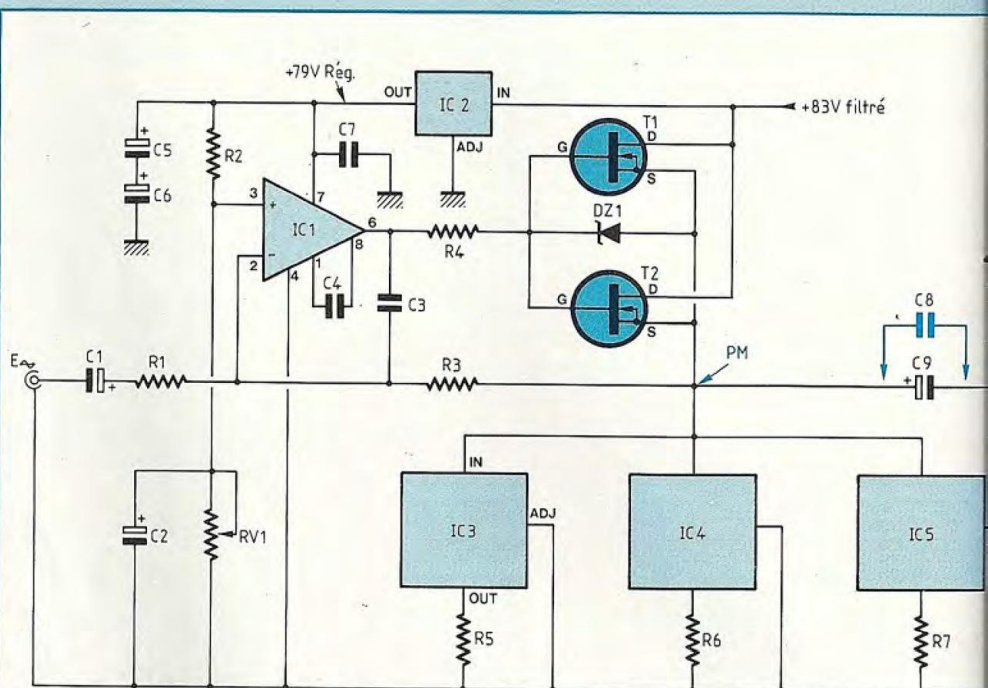 +79V Rég.
OUT
IC 2
IN
+83V filtré
ADJ
T1
D
G
S
C5
+
C6
+
R2
C7
3
7
+
IC1
6
8
−
2
4
1
C4
R4
DZ1
C3
T2
D
G
S
C8
E~
C1
+
R1
R3
PM
+
C9
C2
+
RV1
IN
IC3
ADJ
OUT
R5
IC4
R6
IC5
R7